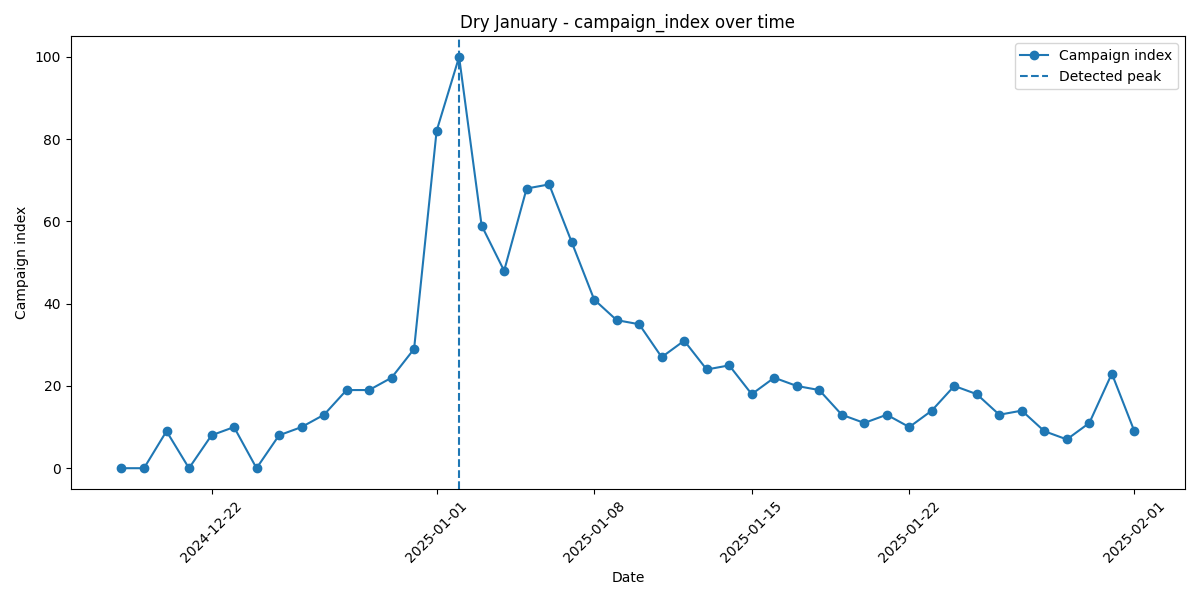 Dry January - campaign_index over time
Campaign index
Detected peak
Campaign index
100
80
60
40
20
0
2024-12-22
2025-01-01
2025-01-08
2025-01-15
2025-01-22
2025-02-01
Date